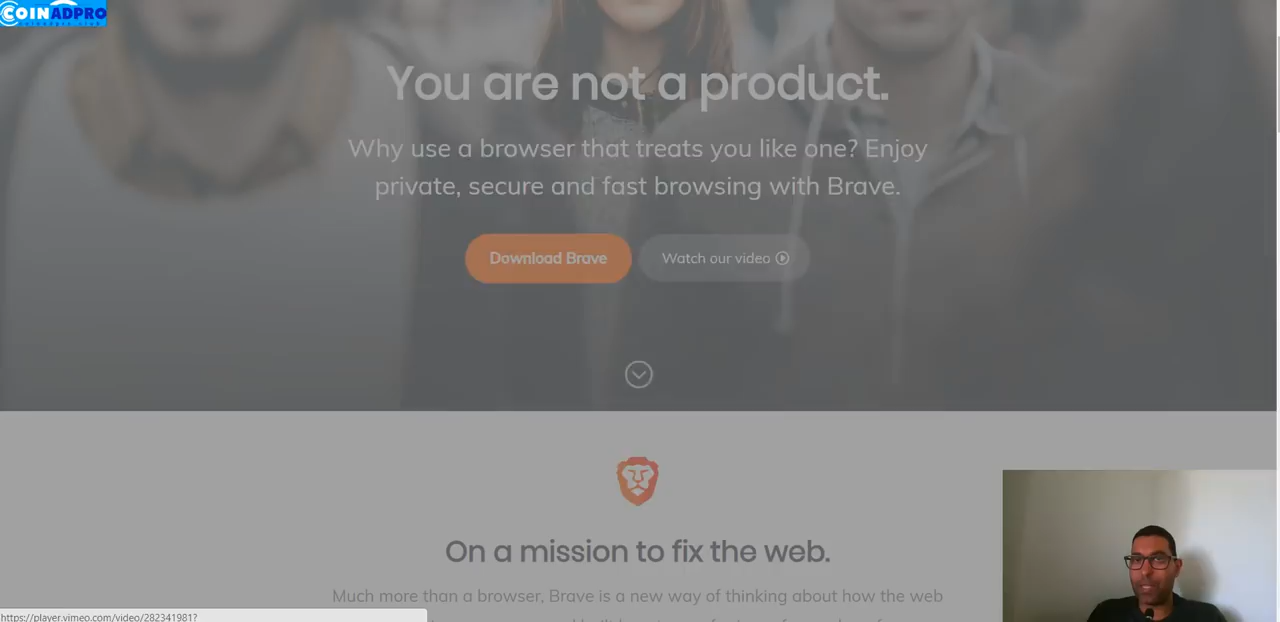 COINADPRO
You are not a product.
Why use a browser that treats you like one? Enjoy
private, secure and fast browsing with Brave.
Download Brave
Watch our video
On a mission to fix the web.
Much more than a browser, Brave is a new way of thinking about how the web
https://player.vimeo.com/video/282341981?